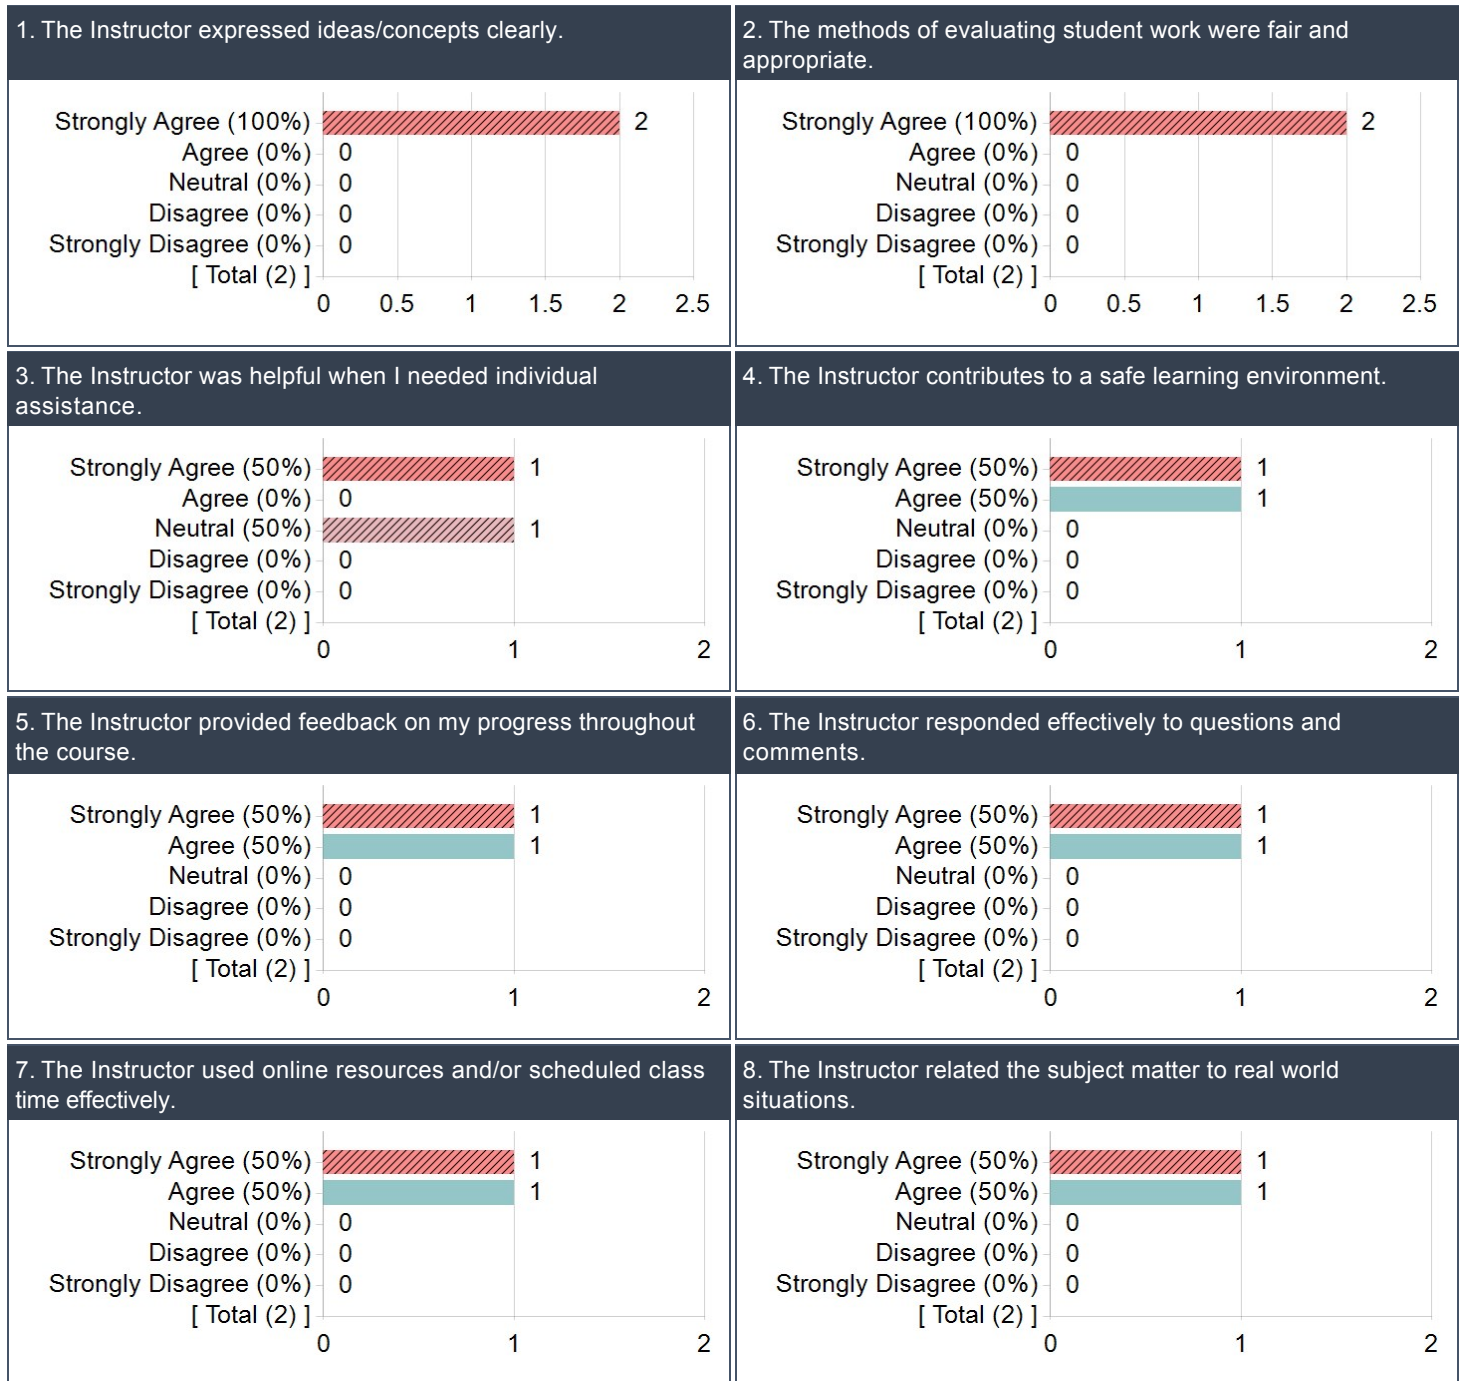 1. The Instructor expressed ideas/concepts clearly.
Strongly Agree (100%) 2
Agree (0%) 0
Neutral (0%) 0
Disagree (0%) 0
Strongly Disagree (0%) 0
[ Total (2) ]
0 0.5 1 1.5 2 2.5
2. The methods of evaluating student work were fair and
appropriate.
Strongly Agree (100%) 2
Agree (0%) 0
Neutral (0%) 0
Disagree (0%) 0
Strongly Disagree (0%) 0
[ Total (2) ]
0 0.5 1 1.5 2 2.5
3. The Instructor was helpful when I needed individual
assistance.
Strongly Agree (50%) 1
Agree (0%) 0
Neutral (50%) 1
Disagree (0%) 0
Strongly Disagree (0%) 0
[ Total (2) ]
0 1 2
4. The Instructor contributes to a safe learning environment.
Strongly Agree (50%) 1
Agree (50%) 1
Neutral (0%) 0
Disagree (0%) 0
Strongly Disagree (0%) 0
[ Total (2) ]
0 1 2
5. The Instructor provided feedback on my progress throughout
the course.
Strongly Agree (50%) 1
Agree (50%) 1
Neutral (0%) 0
Disagree (0%) 0
Strongly Disagree (0%) 0
[ Total (2) ]
0 1 2
6. The Instructor responded effectively to questions and
comments.
Strongly Agree (50%) 1
Agree (50%) 1
Neutral (0%) 0
Disagree (0%) 0
Strongly Disagree (0%) 0
[ Total (2) ]
0 1 2
7. The Instructor used online resources and/or scheduled class
time effectively.
Strongly Agree (50%) 1
Agree (50%) 1
Neutral (0%) 0
Disagree (0%) 0
Strongly Disagree (0%) 0
[ Total (2) ]
0 1 2
8. The Instructor related the subject matter to real world
situations.
Strongly Agree (50%) 1
Agree (50%) 1
Neutral (0%) 0
Disagree (0%) 0
Strongly Disagree (0%) 0
[ Total (2) ]
0 1 2